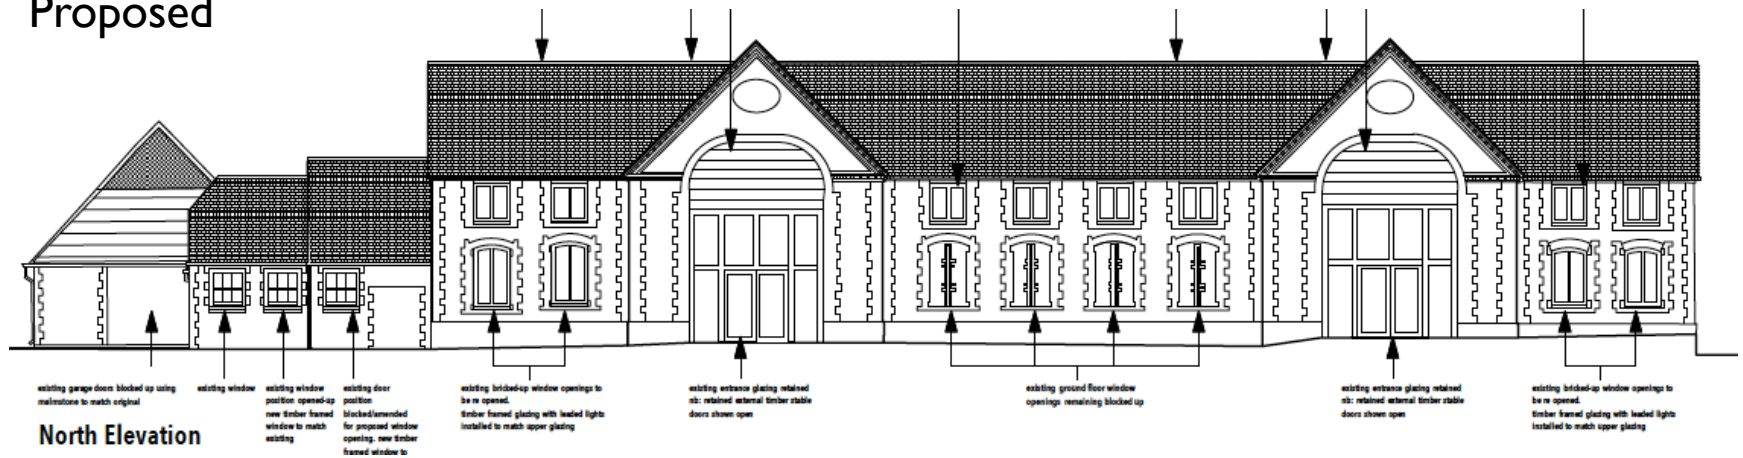 Proposed
existing garage doors blocked up using
malmstone to match original
existing window
existing window
position opened-up
new timber framed
window to match
existing
existing door
position
blocked/amended
for proposed window
opening. new timber
framed window to
existing bricked-up window openings to
be re opened.
timber framed glazing with leaded lights
installed to match upper glazing
existing entrance glazing retained
nb: retained external timber stable
doors shown open
existing ground floor window
openings remaining blocked up
existing entrance glazing retained
nb: retained external timber stable
doors shown open
existing bricked-up window openings to
be re opened.
timber framed glazing with leaded lights
installed to match upper glazing
North Elevation